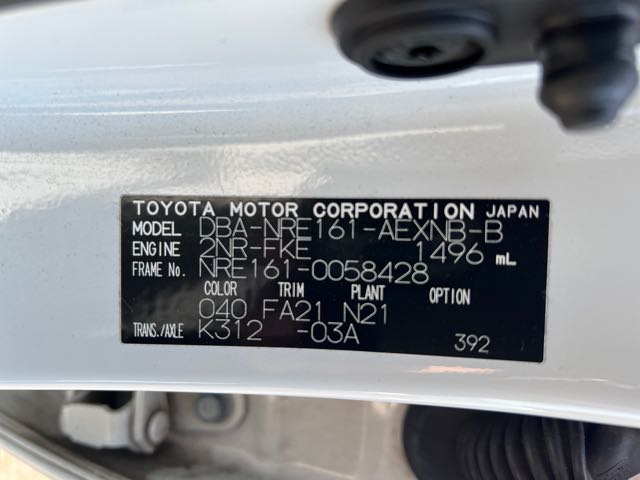 TOYOTA MOTOR CORPORATION JAPAN
MODEL DBA-NRE161-AEXNB-B
ENGINE 2NR-FKE 1496 mL
FRAME No. NRE161-0058428
COLOR TRIM PLANT OPTION
040 FA21 N21
TRANS./AXLE K312 -03A 392